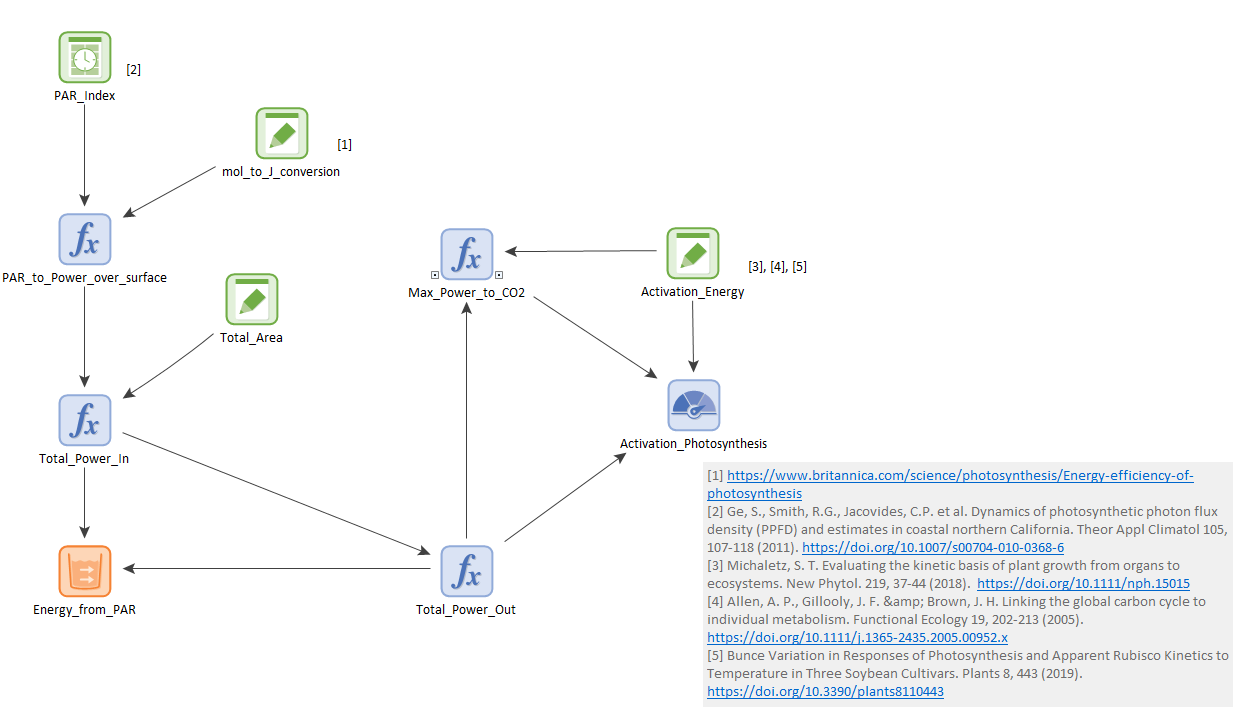 [2]
PAR_Index
[1]
mol_to_J_conversion
fx
PAR_to_Power_over_surface
fx
Max_Power_to_CO2
[3], [4], [5]
Activation_Energy
Total_Area
fx
Total_Power_In
Activation_Photosynthesis
Energy_from_PAR
fx
Total_Power_Out
[1] https://www.britannica.com/science/photosynthesis/Energy-efficiency-of-
photosynthesis
[2] Ge, S., Smith, R.G., Jacovides, C.P. et al. Dynamics of photosynthetic photon flux
density (PPFD) and estimates in coastal northern California. Theor Appl Climatol 105,
107-118 (2011). https://doi.org/10.1007/s00704-010-0368-6
[3] Michaletz, S. T. Evaluating the kinetic basis of plant growth from organs to
ecosystems. New Phytol. 219, 37-44 (2018). https://doi.org/10.1111/nph.15015
[4] Allen, A. P., Gillooly, J. F. &amp; Brown, J. H. Linking the global carbon cycle to
individual metabolism. Functional Ecology 19, 202-213 (2005).
https://doi.org/10.1111/j.1365-2435.2005.00952.x
[5] Bunce Variation in Responses of Photosynthesis and Apparent Rubisco Kinetics to
Temperature in Three Soybean Cultivars. Plants 8, 443 (2019).
https://doi.org/10.3390/plants8110443